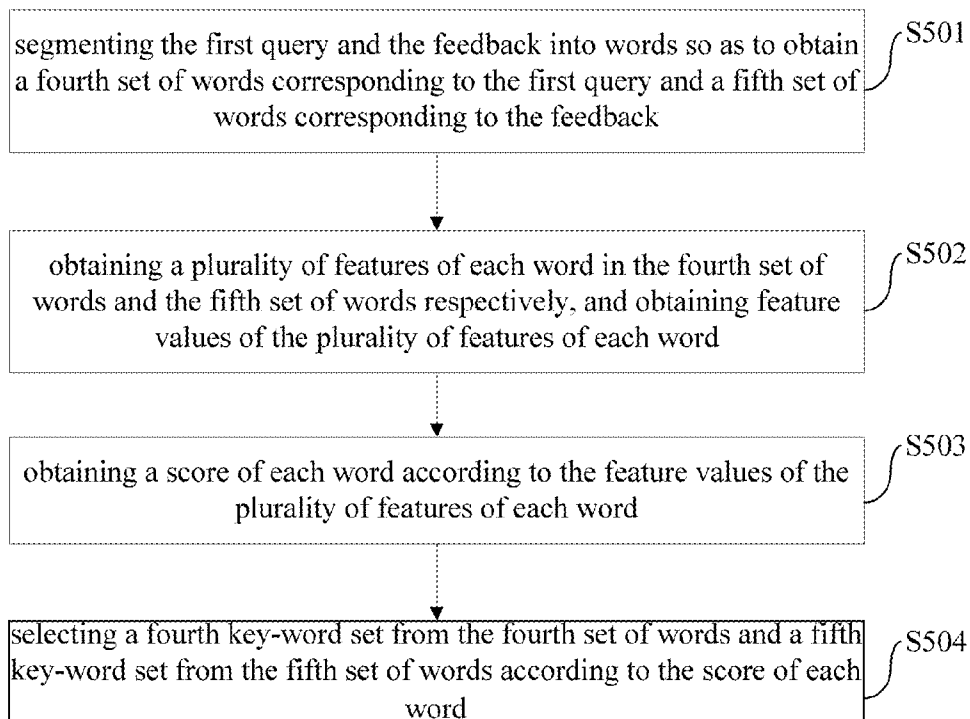 segmenting the first query and the feedback into words so as to obtain
a fourth set of words corresponding to the first query and a fifth set of
words corresponding to the feedback
S501
obtaining a plurality of features of each word in the fourth set of
words and the fifth set of words respectively, and obtaining feature
values of the plurality of features of each word
S502
obtaining a score of each word according to the feature values of the
plurality of features of each word
S503
selecting a fourth key-word set from the fourth set of words and a fifth
key-word set from the fifth set of words according to the score of each
word
S504